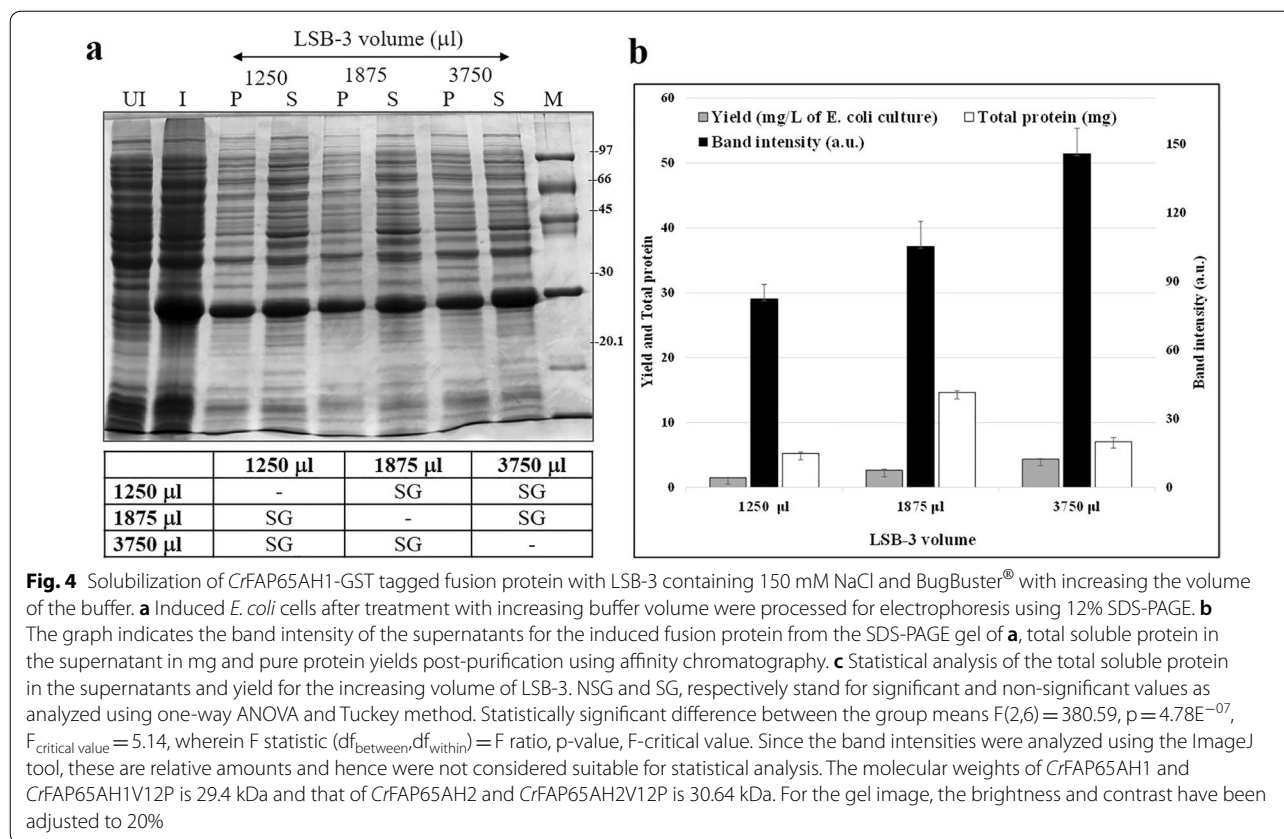 a
LSB-3 volume (µl)
1250 1875 3750
UI I P S P S P S M
-97
-66
-45
-30
-20.1
1250 µl 1875 µl 3750 µl
1250 µl - SG SG
1875 µl SG - SG
3750 µl SG SG -
b
Yield (mg/L of E. coli culture) Total protein (mg)
Band intensity (a.u.)
60
50
40
30
20
10
0
Yield and Total protein
150
120
90
60
30
0
Band intensity (a.u.)
1250 µl 1875 µl 3750 µl
LSB-3 volume
Fig. 4 Solubilization of CrFAP65AH1-GST tagged fusion protein with LSB-3 containing 150 mM NaCl and BugBuster® with increasing the volume
of the buffer. a Induced E. coli cells after treatment with increasing buffer volume were processed for electrophoresis using 12% SDS-PAGE. b
The graph indicates the band intensity of the supernatants for the induced fusion protein from the SDS-PAGE gel of a, total soluble protein in
the supernatant in mg and pure protein yields post-purification using affinity chromatography. c Statistical analysis of the total soluble protein
in the supernatants and yield for the increasing volume of LSB-3. NSG and SG, respectively stand for significant and non-significant values as
analyzed using one-way ANOVA and Tuckey method. Statistically significant difference between the group means F(2,6) = 380.59, p = 4.78E−07,
Fcritical value = 5.14, wherein F statistic (dfbetween,dfwithin) = F ratio, p-value, F-critical value. Since the band intensities were analyzed using the ImageJ
tool, these are relative amounts and hence were not considered suitable for statistical analysis. The molecular weights of CrFAP65AH1 and
CrFAP65AH1V12P is 29.4 kDa and that of CrFAP65AH2 and CrFAP65AH2V12P is 30.64 kDa. For the gel image, the brightness and contrast have been
adjusted to 20%